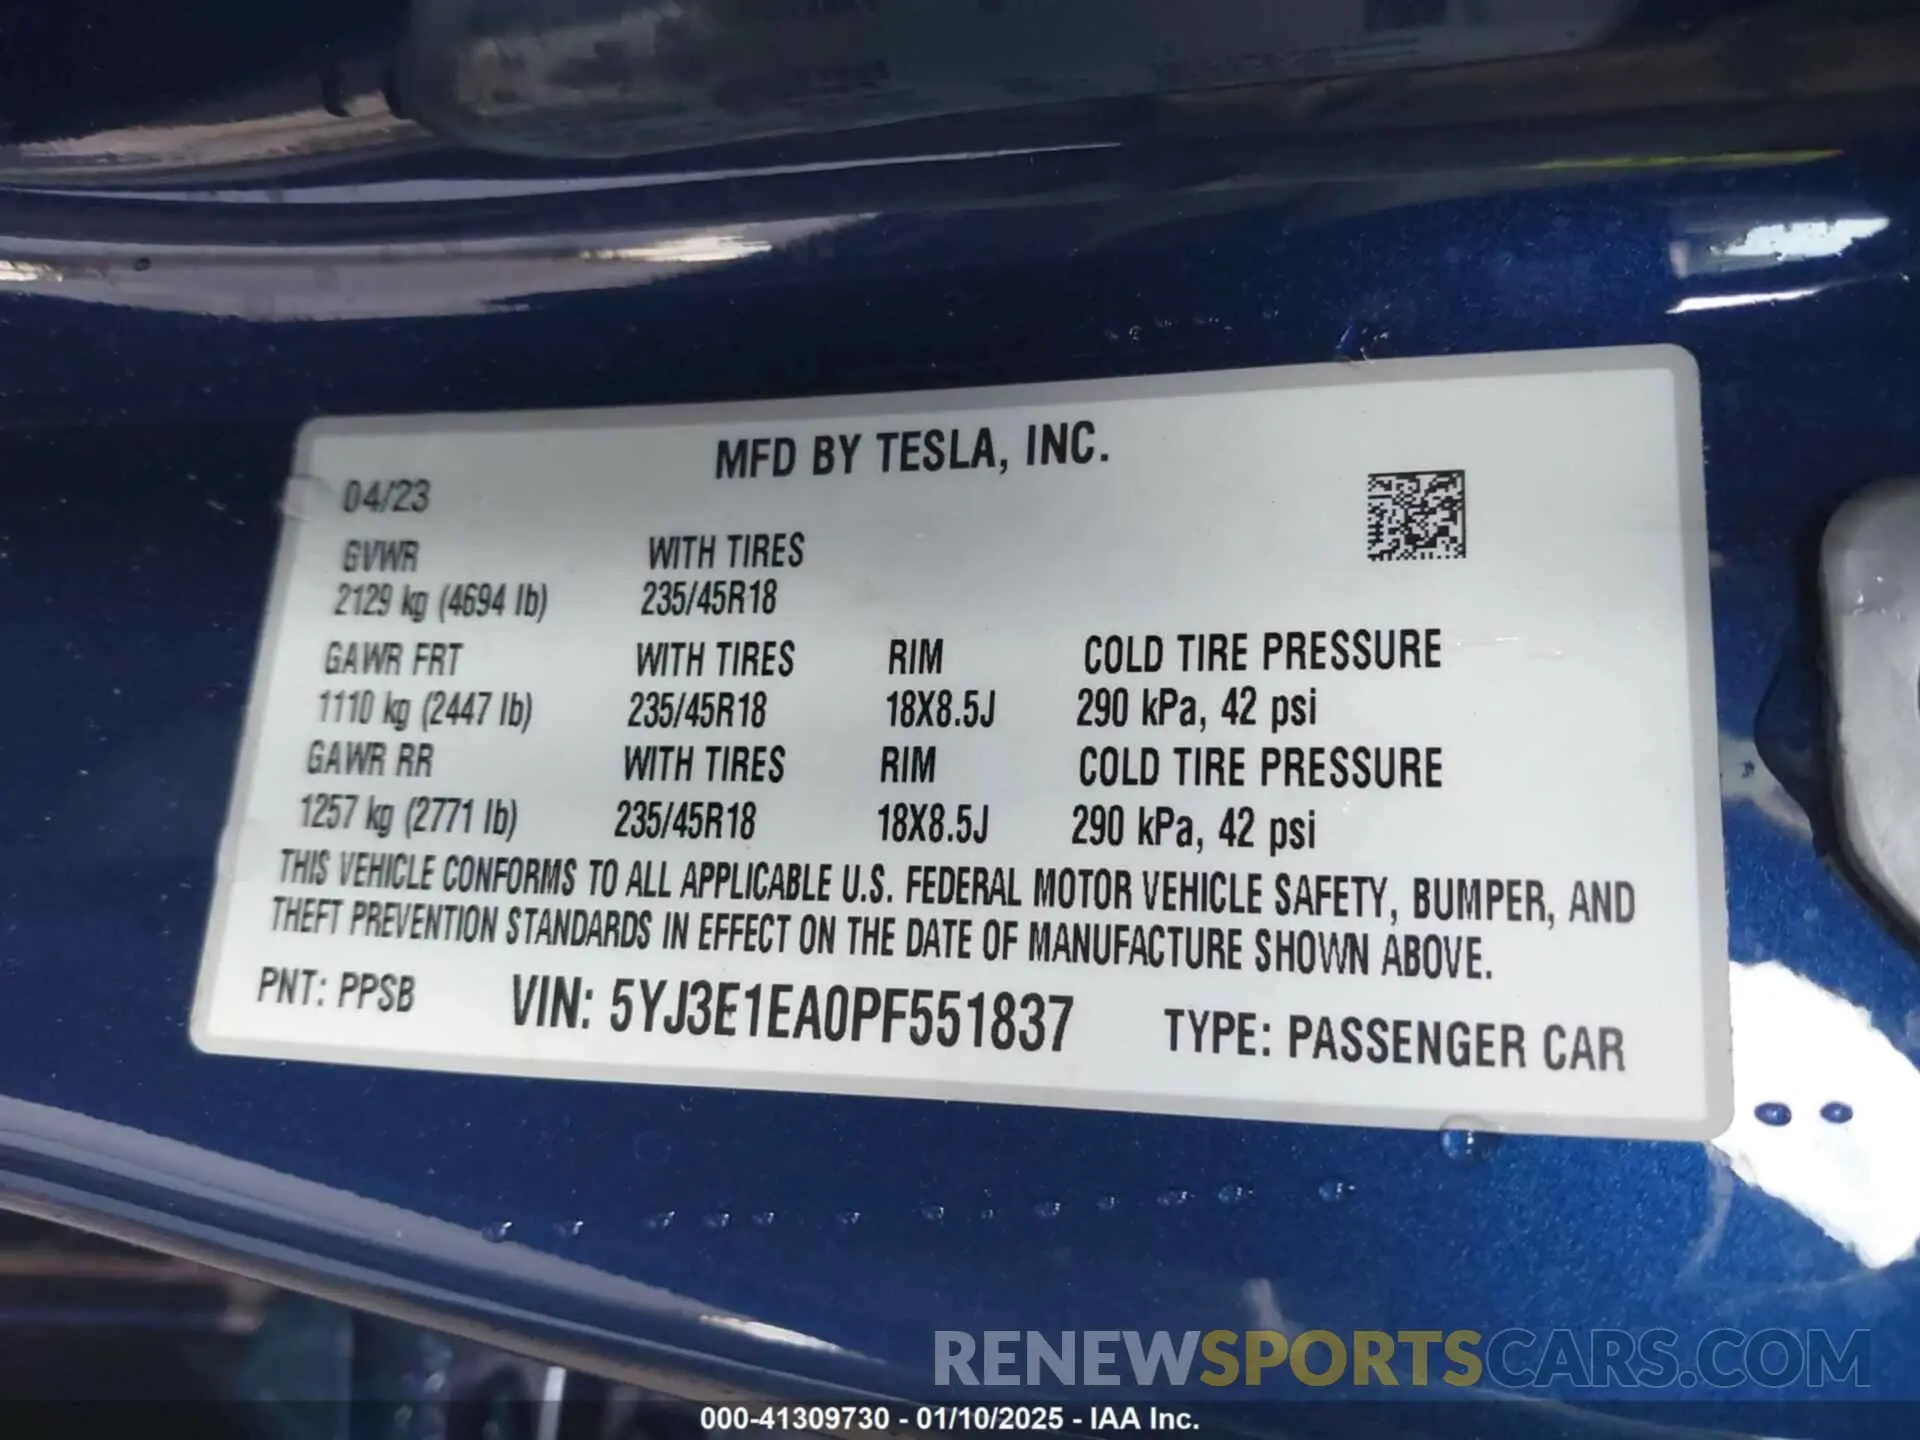 MFD BY TESLA, INC.
04/23
GVWR WITH TIRES
2129 kg (4694 lb) 235/45R18
GAWR FRT WITH TIRES RIM COLD TIRE PRESSURE
1110 kg (2447 lb) 235/45R18 18X8.5J 290 kPa, 42 psi
GAWR RR WITH TIRES RIM COLD TIRE PRESSURE
1257 kg (2771 lb) 235/45R18 18X8.5J 290 kPa, 42 psi
THIS VEHICLE CONFORMS TO ALL APPLICABLE U.S. FEDERAL MOTOR VEHICLE SAFETY, BUMPER, AND
THEFT PREVENTION STANDARDS IN EFFECT ON THE DATE OF MANUFACTURE SHOWN ABOVE.
PNT: PPSB VIN: 5YJ3E1EA0PF551837 TYPE: PASSENGER CAR
RENEWSPORTSCARS.COM
000-41309730 - 01/10/2025 - IAA Inc.